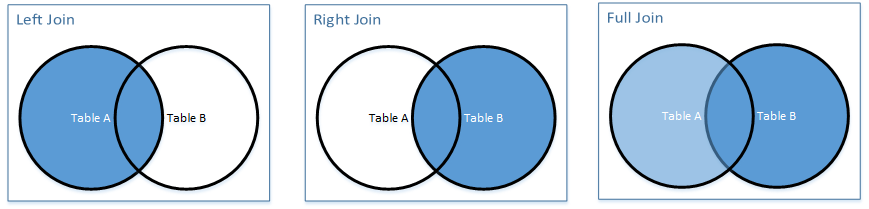 Left Join
Table A
Table B
Right Join
Table A
Table B
Full Join
Table A
Table B